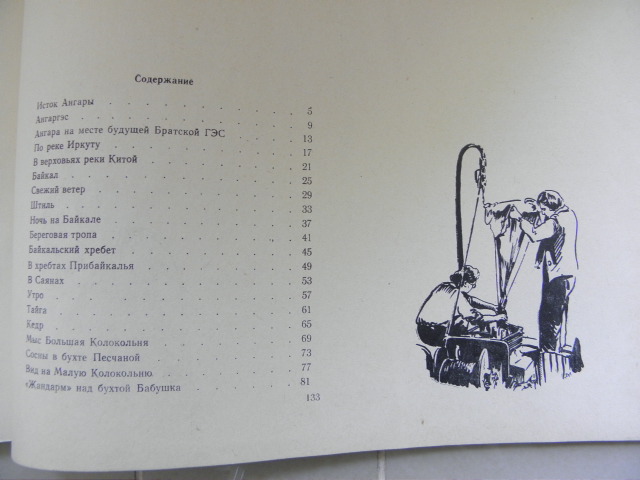 Содержание
Исток Ангары . . . . . . . . . . 5
Ангаргэс . . . . . . . . . . 9
Ангара на месте будущей Братской ГЭС . . . . 13
По реке Иркуту . . . . . . . . . . 17
В верховьях реки Китой . . . . . . . . 21
Байкал . . . . . . . . . . 25
Свежий ветер . . . . . . . . . . 29
Штиль . . . . . . . . . . 33
Ночь на Байкале . . . . . . . . . . 37
Береговая тропа . . . . . . . . . . 41
Байкальский хребет . . . . . . . . . 45
В хребтах Прибайкалья . . . . . . . . 49
В Саянах . . . . . . . . . . 53
Утро . . . . . . . . . . 57
Тайга . . . . . . . . . . 61
Кедр . . . . . . . . . . 65
Мыс Большая Колокольня . . . . . . . . 69
Сосны в бухте Песчаной . . . . . . . . 73
Вид на Малую Колокольню . . . . . . . 77
«Жандарм» над бухтой Бабушка . . . . . . 81
133